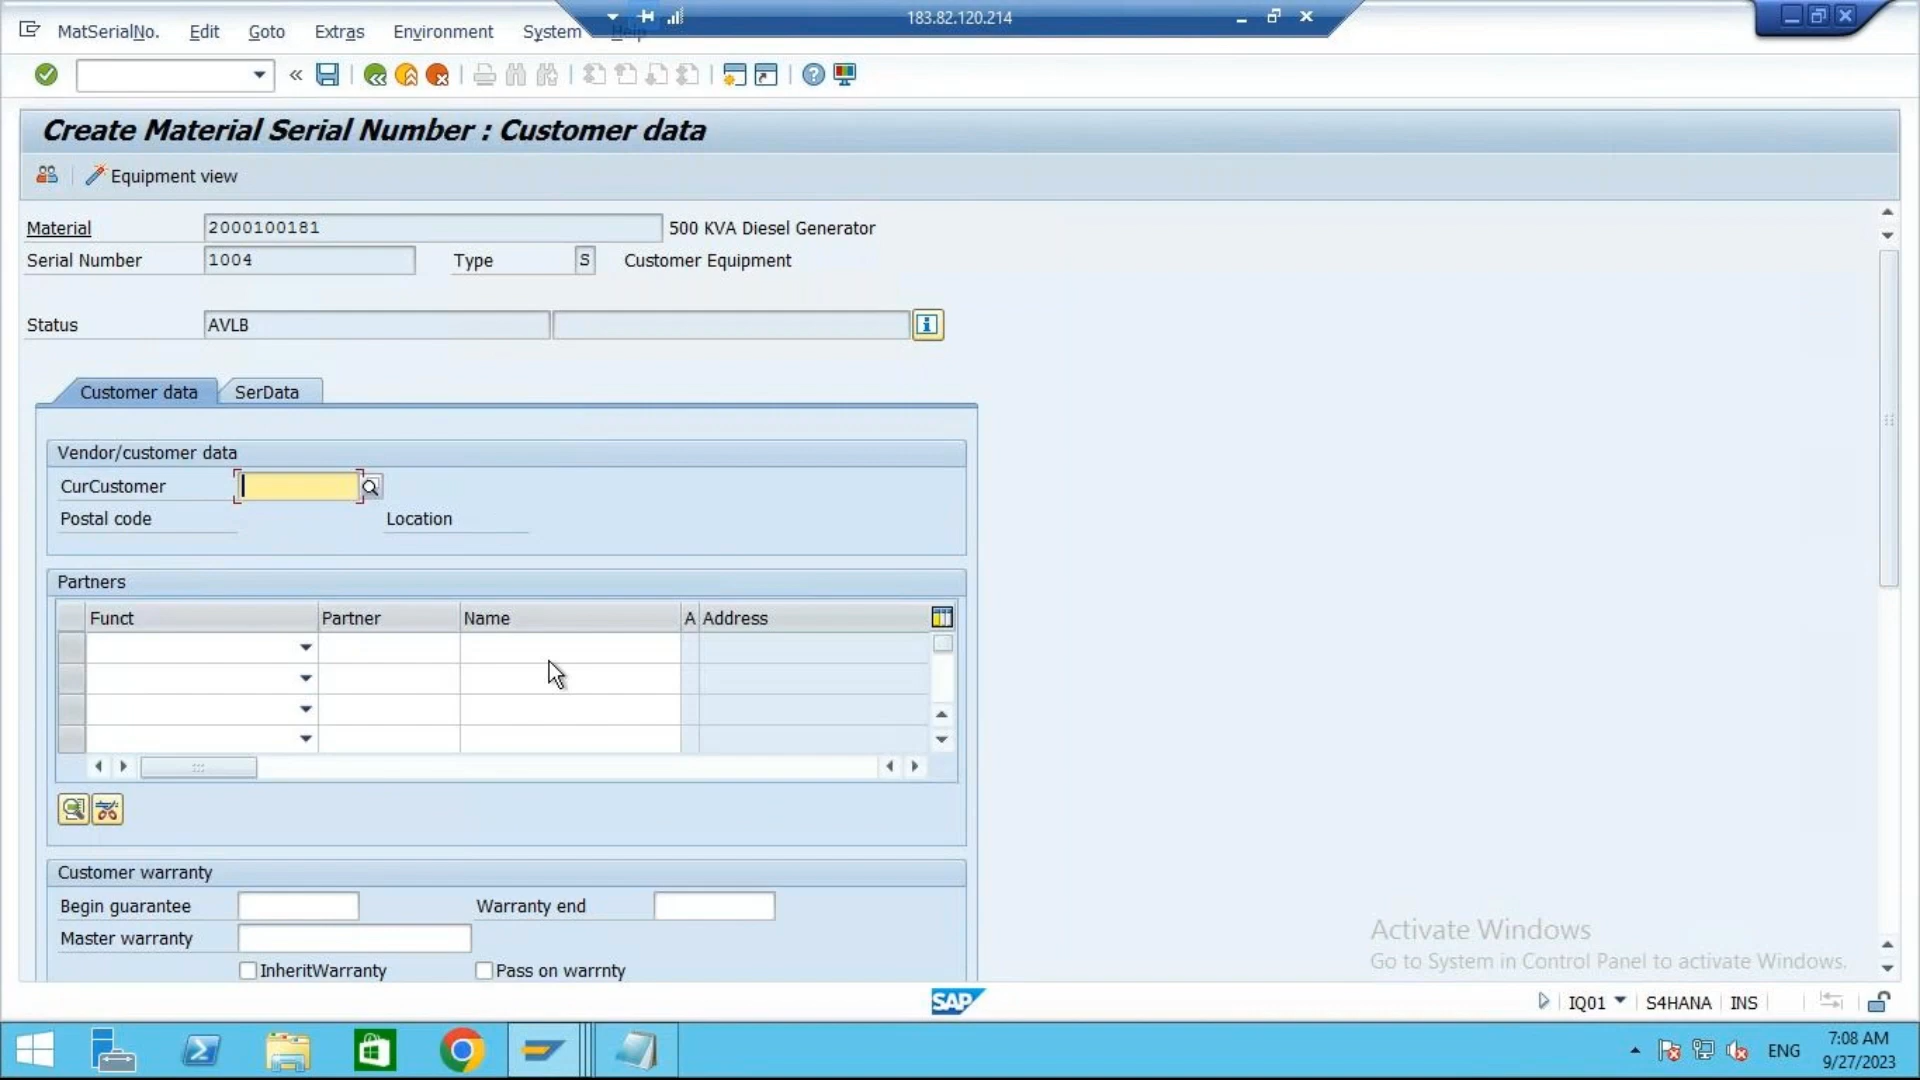 183.82.120.214
MatSerialNo. Edit Goto Extras Environment System Help
Create Material Serial Number : Customer data
Equipment view
Material 2000100181 500 KVA Diesel Generator
Serial Number 1004 Type S Customer Equipment
Status AVLB
Customer data SerData
Vendor/customer data
CurCustomer
Postal code Location
Partners
Funct Partner Name A Address
Customer warranty
Begin guarantee Warranty end
Master warranty
InheritWarranty Pass on warrnty
Activate Windows
Go to System in Control Panel to activate Windows.
SAP IQ01 S4HANA INS
ENG 7:08 AM
9/27/2023